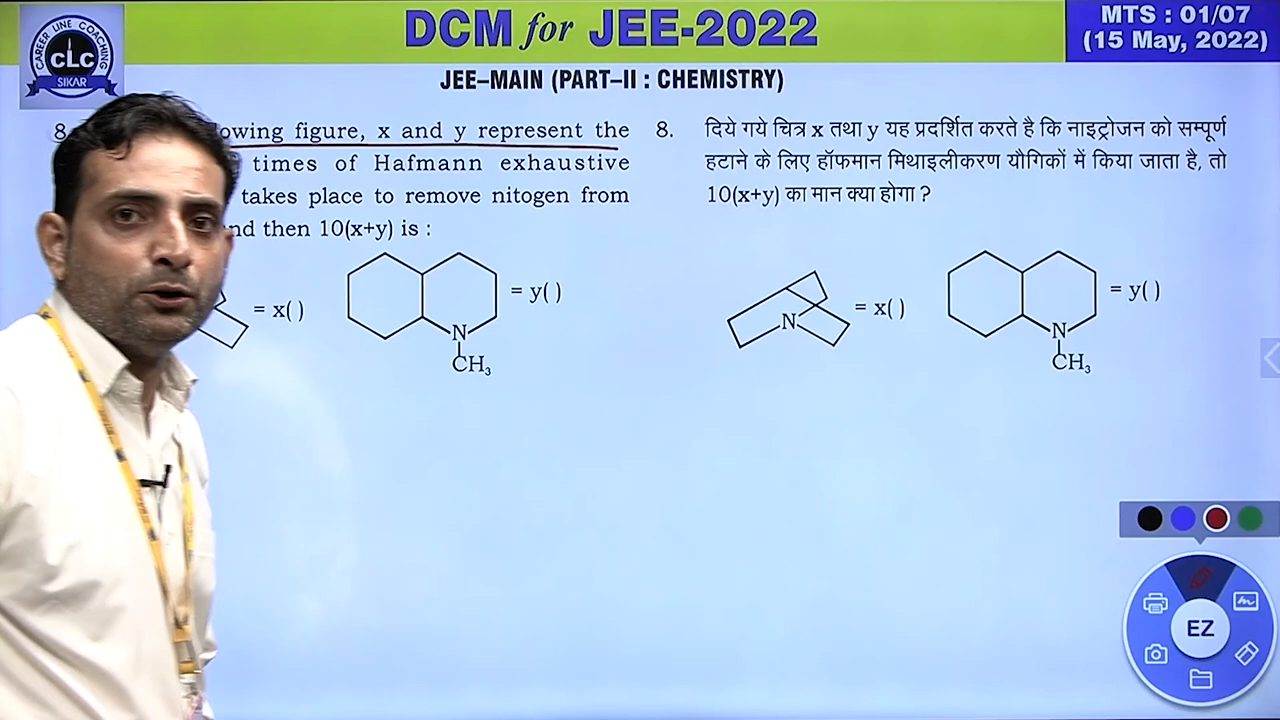 CAREER LINE COACHING
CLC
SIKAR
DCM for JEE-2022
MTS : 01/07
(15 May, 2022)
JEE–MAIN (PART–II : CHEMISTRY)
8.
owing figure, x and y represent the
times of Hafmann exhaustive
takes place to remove nitogen from
nd then 10(x+y) is :
= x( )
N
CH₃
= y( )
8. दिये गये चित्र x तथा y यह प्रदर्शित करते है कि नाइट्रोजन को सम्पूर्ण
हटाने के लिए हॉफमान मिथाइलीकरण यौगिकों में किया जाता है, तो
10(x+y) का मान क्या होगा ?
N
= x( )
N
CH₃
= y( )
EZ